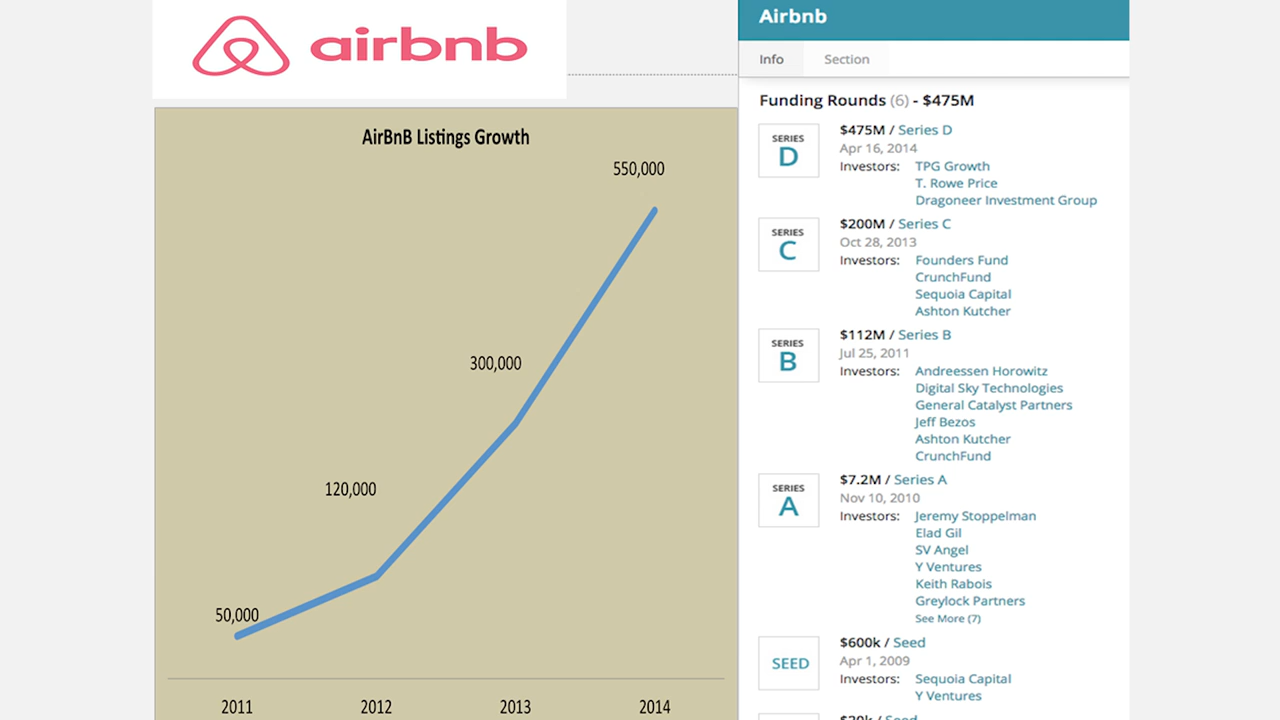 airbnb
AirBnB Listings Growth
550,000
300,000
120,000
50,000
2011 2012 2013 2014
Airbnb
Info Section
Funding Rounds (6) - $475M
SERIES
D
$475M / Series D
Apr 16, 2014
Investors: TPG Growth
T. Rowe Price
Dragoneer Investment Group
SERIES
C
$200M / Series C
Oct 28, 2013
Investors: Founders Fund
CrunchFund
Sequoia Capital
Ashton Kutcher
SERIES
B
$112M / Series B
Jul 25, 2011
Investors: Andreessen Horowitz
Digital Sky Technologies
General Catalyst Partners
Jeff Bezos
Ashton Kutcher
CrunchFund
SERIES
A
$7.2M / Series A
Nov 10, 2010
Investors: Jeremy Stoppelman
Elad Gil
SV Angel
Y Ventures
Keith Rabois
Greylock Partners
See More (7)
SEED
$600k / Seed
Apr 1, 2009
Investors: Sequoia Capital
Y Ventures